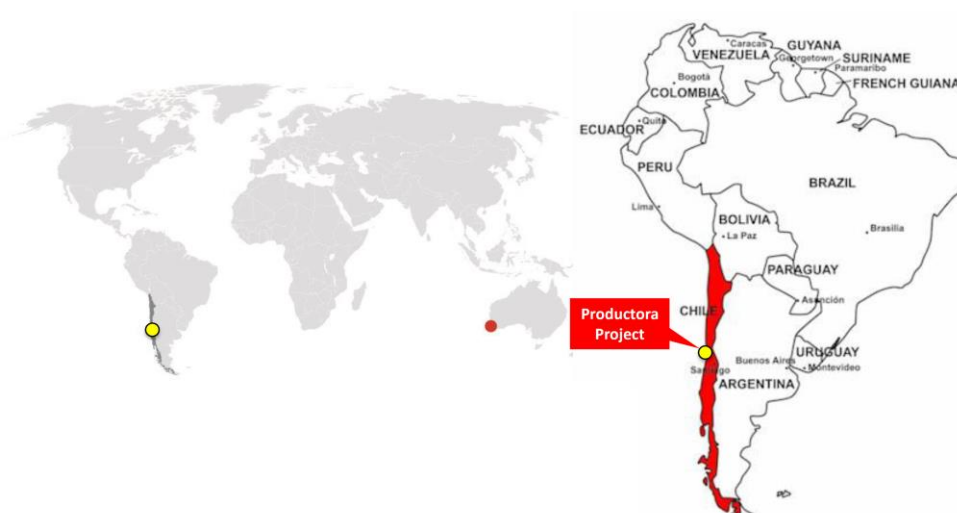 Caracas
GUYANA
VENEZUELA
Georgetown
SURINAME
Paramaribo
FRENCH GUIANA
Bogotá
COLOMBIA
Quito
ECUADOR
PERU
BRAZIL
Lima
BOLIVIA
La Paz
Brasilia
PARAGUAY
Asunción
CHILE
Productora
Project
URUGUAY
Buenos Aires
Montevideo
Santiago
ARGENTINA